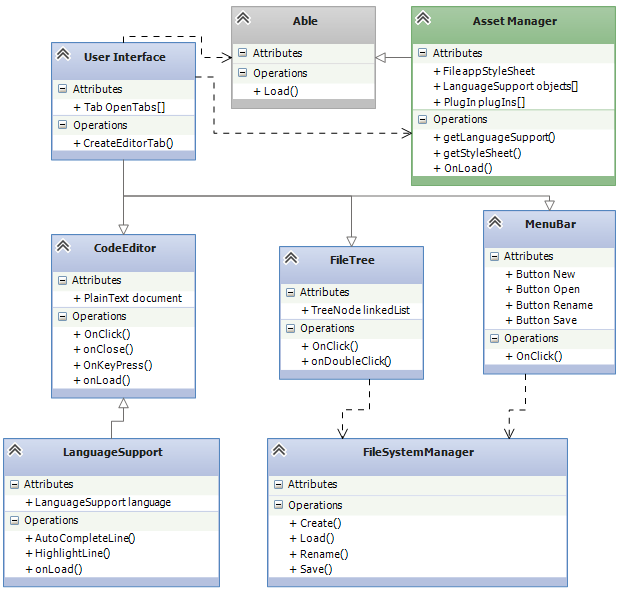 Able
Attributes
Operations
+ Load()
Asset Manager
Attributes
+ FileappStyleSheet
+ LanguageSupport objects[]
+ PlugIn plugIns[]
Operations
+ getLanguageSupport()
+ getStyleSheet()
+ OnLoad()
User Interface
Attributes
+ Tab OpenTabs[]
Operations
+ CreateEditorTab()
CodeEditor
Attributes
+ PlainText document
Operations
+ OnClick()
+ onClose()
+ OnKeyPress()
+ onLoad()
FileTree
Attributes
+ TreeNode linkedList
Operations
+ OnClick()
+ onDoubleClick()
MenuBar
Attributes
+ Button New
+ Button Open
+ Button Rename
+ Button Save
Operations
+ OnClick()
LanguageSupport
Attributes
+ LanguageSupport language
Operations
+ AutoCompleteLine()
+ HighlightLine()
+ onLoad()
FileSystemManager
Attributes
Operations
+ Create()
+ Load()
+ Rename()
+ Save()